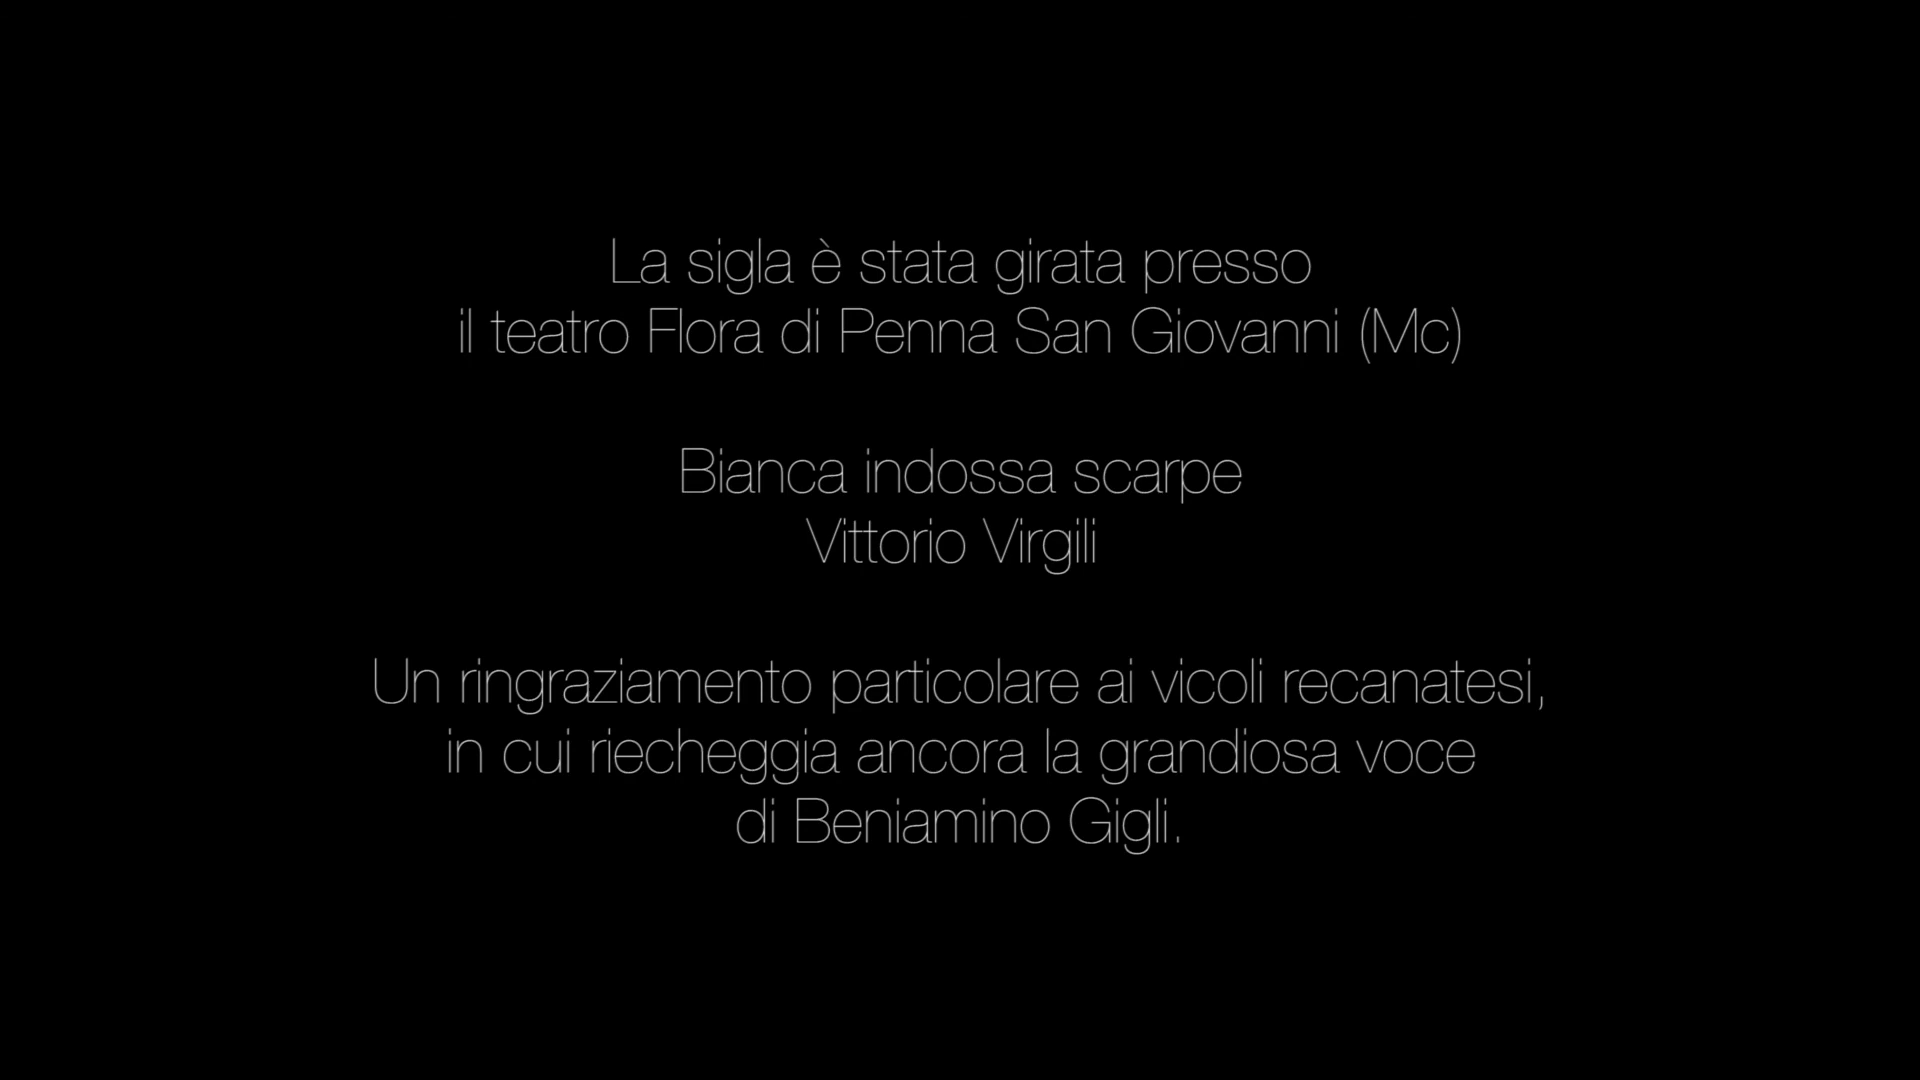 La sigla è stata girata presso
il teatro Flora di Penna San Giovanni (Mc)
Bianca indossa scarpe
Vittorio Virgili
Un ringraziamento particolare ai vicoli recanatesi,
in cui riecheggia ancora la grandiosa voce
di Beniamino Gigli.